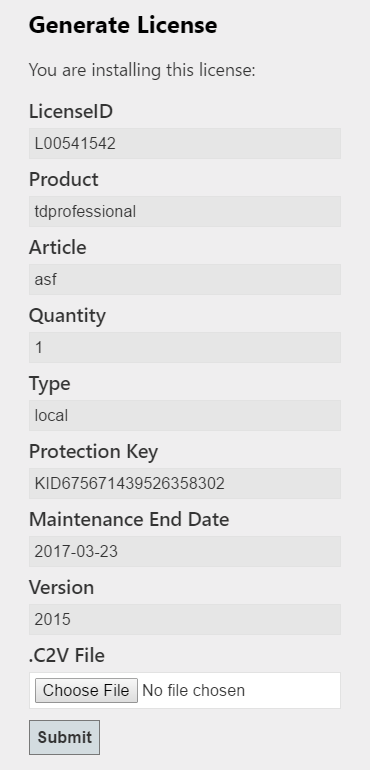 Generate License
You are installing this license:
LicenseID
L00541542
Product
tdprofessional
Article
asf
Quantity
1
Type
local
Protection Key
KID675671439526358302
Maintenance End Date
2017-03-23
Version
2015
.C2V File
Choose File No file chosen
Submit